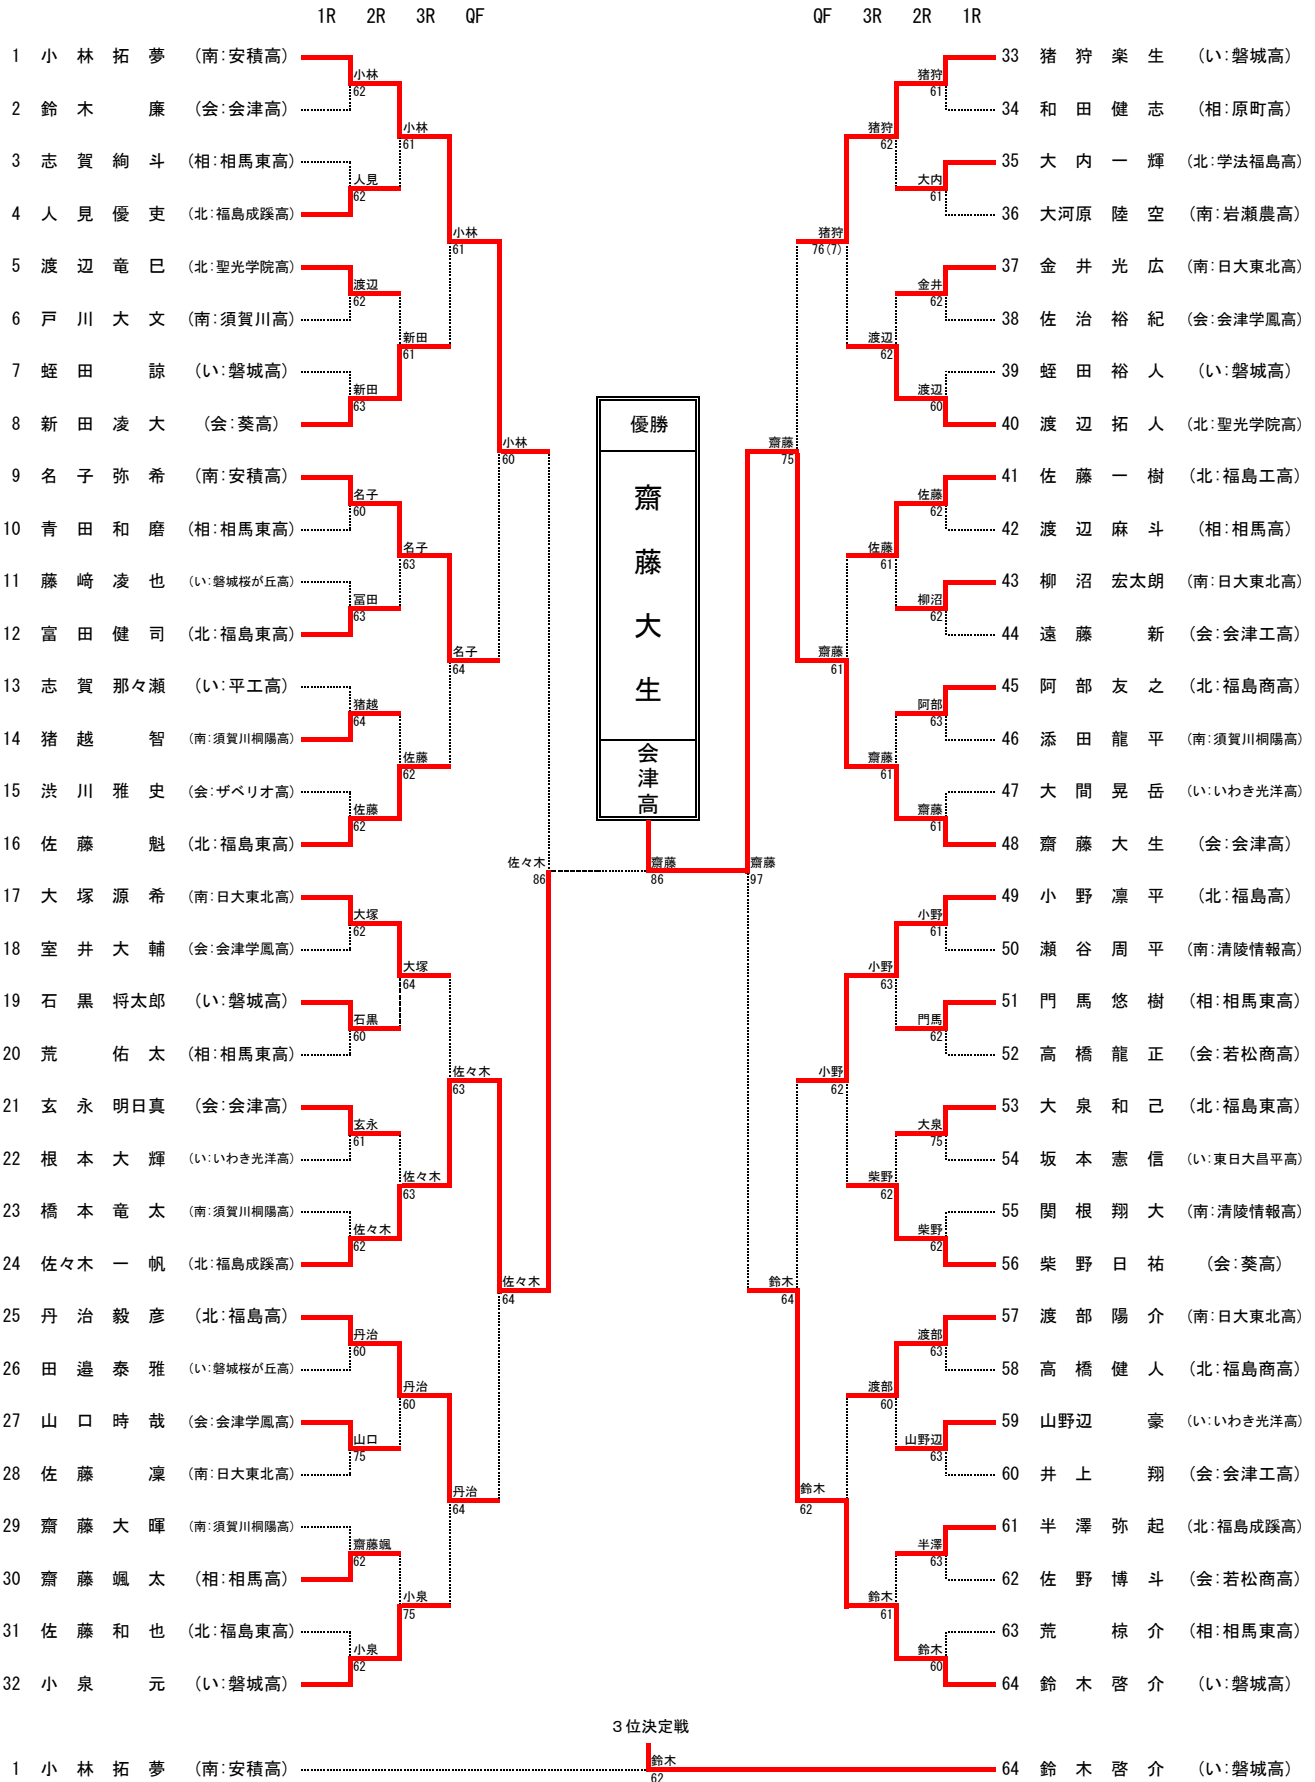 1R 2R 3R QF QF 3R 2R 1R
1 小 林 拓 夢 (南:安積高) 33 猪 狩 楽 生 (い:磐城高)
小林 猪狩
62 61
2 鈴 木 廉 (会:会津高) 34 和 田 健 志 (相:原町高)
小林 猪狩
61 62
3 志 賀 絢 斗 (相:相馬東高) 35 大 内 一 輝 (北:学法福島高)
人見 大内
62 61
4 人 見 優 吏 (北:福島成蹊高) 36 大河原 陸 空 (南:岩瀬農高)
小林 猪狩
61 76(7)
5 渡 辺 竜 巳 (北:聖光学院高) 37 金 井 光 広 (南:日大東北高)
渡辺 金井
62 62
6 戸 川 大 文 (南:須賀川高) 38 佐 治 裕 紀 (会:会津学鳳高)
新田 渡辺
61 62
7 蛭 田 諒 (い:磐城高) 39 蛭 田 裕 人 (い:磐城高)
新田 渡辺
63 60
8 新 田 凌 大 (会:葵高) 40 渡 辺 拓 人 (北:聖光学院高)
優勝
小林 齋藤
60 75
9 名 子 弥 希 (南:安積高) 41 佐 藤 一 樹 (北:福島工高)
名子 佐藤
60 62
10 青 田 和 磨 (相:相馬東高) 42 渡 辺 麻 斗 (相:相馬高)
名子 佐藤
63 61
11 藤 﨑 凌 也 (い:磐城桜が丘高) 43 柳 沼 宏太朗 (南:日大東北高)
冨田 柳沼
63 62
12 富 田 健 司 (北:福島東高) 44 遠 藤 新 (会:会津工高)
名子 齋藤
64 61
齋藤大生
13 志 賀 那々瀬 (い:平工高) 45 阿 部 友 之 (北:福島商高)
猪越 阿部
64 63
14 猪 越 智 (南:須賀川桐陽高) 46 添 田 龍 平 (南:須賀川桐陽高)
佐藤 齋藤
62 61
会津高
15 渋 川 雅 史 (会:ザベリオ高) 47 大 間 晃 岳 (い:いわき光洋高)
佐藤 齋藤
62 61
16 佐 藤 魁 (北:福島東高) 48 齋 藤 大 生 (会:会津高)
佐々木 齋藤 齋藤
86 86 97
17 大 塚 源 希 (南:日大東北高) 49 小 野 凛 平 (北:福島高)
大塚 小野
62 61
18 室 井 大 輔 (会:会津学鳳高) 50 瀬 谷 周 平 (南:清陵情報高)
大塚 小野
64 63
19 石 黒 将太郎 (い:磐城高) 51 門 馬 悠 樹 (相:相馬東高)
石黒 門馬
60 62
20 荒 佑 太 (相:相馬東高) 52 高 橋 龍 正 (会:若松商高)
佐々木 小野
63 62
21 玄 永 明日真 (会:会津高) 53 大 泉 和 己 (北:福島東高)
玄永 大泉
61 75
22 根 本 大 輝 (い:いわき光洋高) 54 坂 本 憲 信 (い:東日大昌平高)
佐々木 柴野
63 62
23 橋 本 竜 太 (南:須賀川桐陽高) 55 関 根 翔 大 (南:清陵情報高)
佐々木 柴野
62 62
24 佐々木 一 帆 (北:福島成蹊高) 56 柴 野 日 祐 (会:葵高)
佐々木 鈴木
64 64
25 丹 治 毅 彦 (北:福島高) 57 渡 部 陽 介 (南:日大東北高)
丹治 渡部
60 63
26 田 邉 泰 雅 (い:磐城桜が丘高) 58 高 橋 健 人 (北:福島商高)
丹治 渡部
60 60
27 山 口 時 哉 (会:会津学鳳高) 59 山野辺 豪 (い:いわき光洋高)
山口 山野辺
75 63
28 佐 藤 凜 (南:日大東北高) 60 井 上 翔 (会:会津工高)
丹治 鈴木
64 62
29 齋 藤 大 暉 (南:須賀川桐陽高) 61 半 澤 弥 起 (北:福島成蹊高)
齋藤颯 半澤
62 63
30 齋 藤 颯 太 (相:相馬高) 62 佐 野 博 斗 (会:若松商高)
小泉 鈴木
75 61
31 佐 藤 和 也 (北:福島東高) 63 荒 椋 介 (相:相馬東高)
小泉 鈴木
62 60
32 小 泉 元 (い:磐城高) 64 鈴 木 啓 介 (い:磐城高)
3位決定戦
鈴木
1 小 林 拓 夢 (南:安積高) 64 鈴 木 啓 介 (い:磐城高)
62